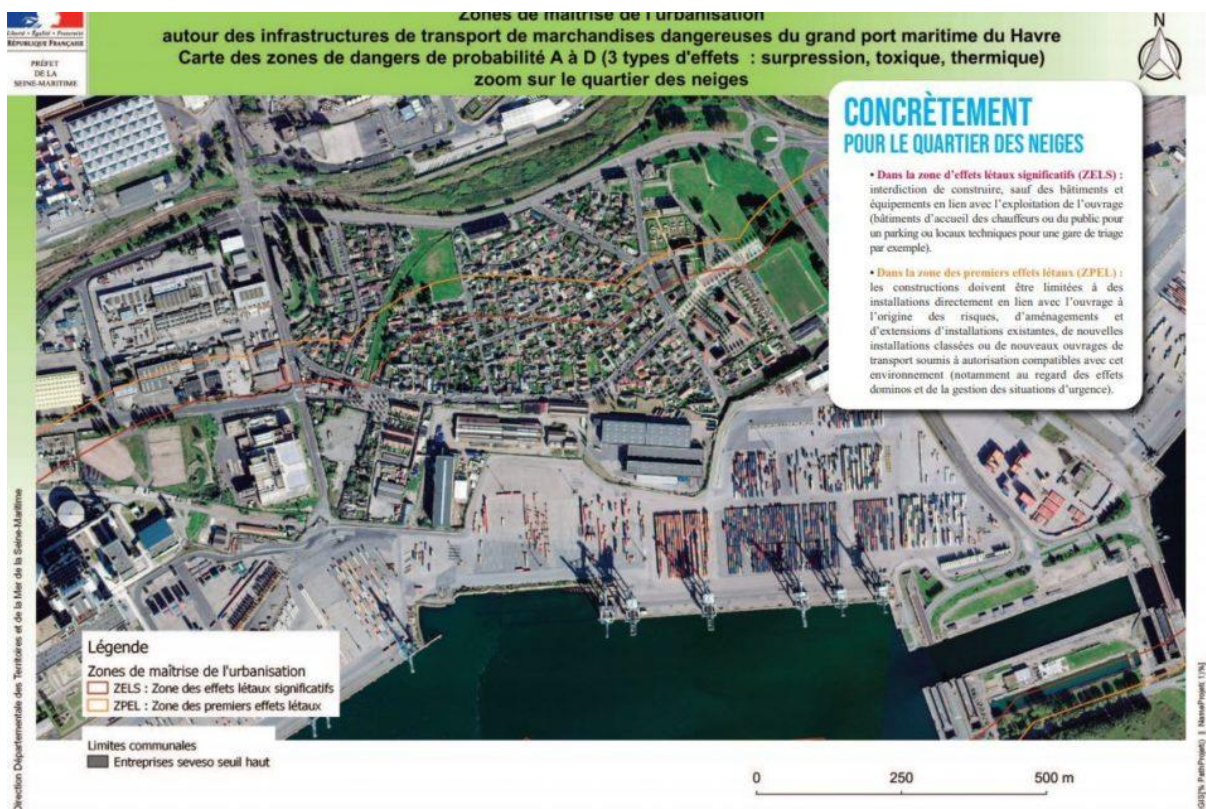 Liberté • Égalité • Fraternité
RÉPUBLIQUE FRANÇAISE
PRÉFET
DE LA
SEINE-MARITIME
Zones de maîtrise de l'urbanisation
autour des infrastructures de transport de marchandises dangereuses du grand port maritime du Havre
Carte des zones de dangers de probabilité A à D (3 types d'effets : surpression, toxique, thermique)
zoom sur le quartier des neiges
N
CONCRÈTEMENT
POUR LE QUARTIER DES NEIGES
• Dans la zone d'effets létaux significatifs (ZELS) :
interdiction de construire, sauf des bâtiments et
équipements en lien avec l'exploitation de l'ouvrage
(bâtiments d'accueil des chauffeurs ou du public pour
un parking ou locaux techniques pour une gare de triage
par exemple).
• Dans la zone des premiers effets létaux (ZPEL) :
les constructions doivent être limitées à des
installations directement en lien avec l'ouvrage à
l'origine des risques, d'aménagements et
d'extensions d'installations existantes, de nouvelles
installations classées ou de nouveaux ouvrages de
transport soumis à autorisation compatibles avec cet
environnement (notamment au regard des effets
dominos et de la gestion des situations d'urgence).
Direction Départementale des Territoires et de la Mer de la Seine-Maritime
Légende
Zones de maîtrise de l'urbanisation
ZELS : Zone des effets létaux significatifs
ZPEL : Zone des premiers effets létaux
Limites communales
Entreprises seveso seuil haut
0 250 500 m